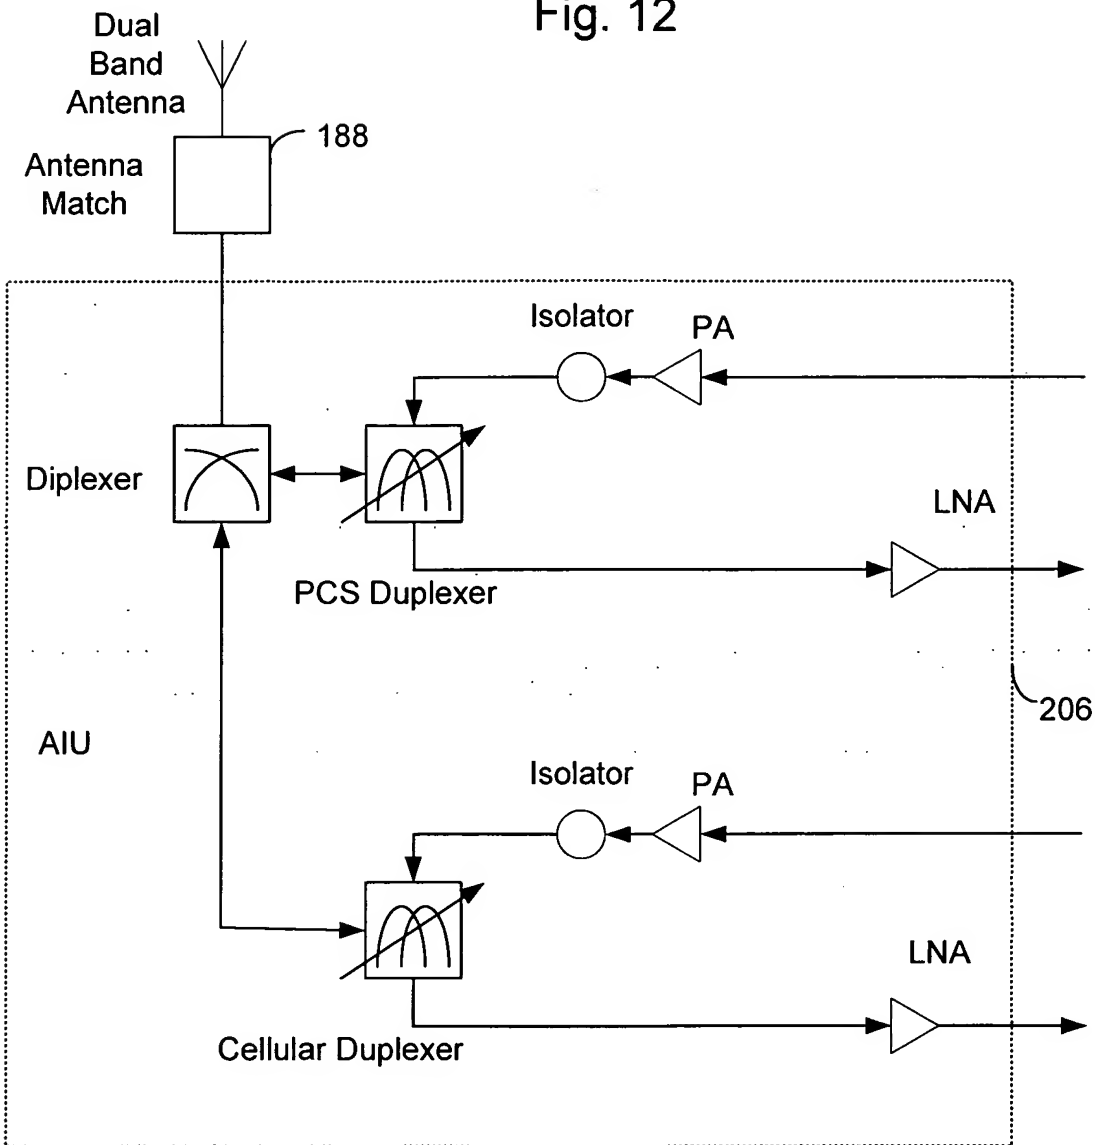 Fig. 12
Dual
Band
Antenna
188
Antenna
Match
Isolator
PA
Diplexer
LNA
PCS Duplexer
206
AIU
Isolator
PA
LNA
Cellular Duplexer